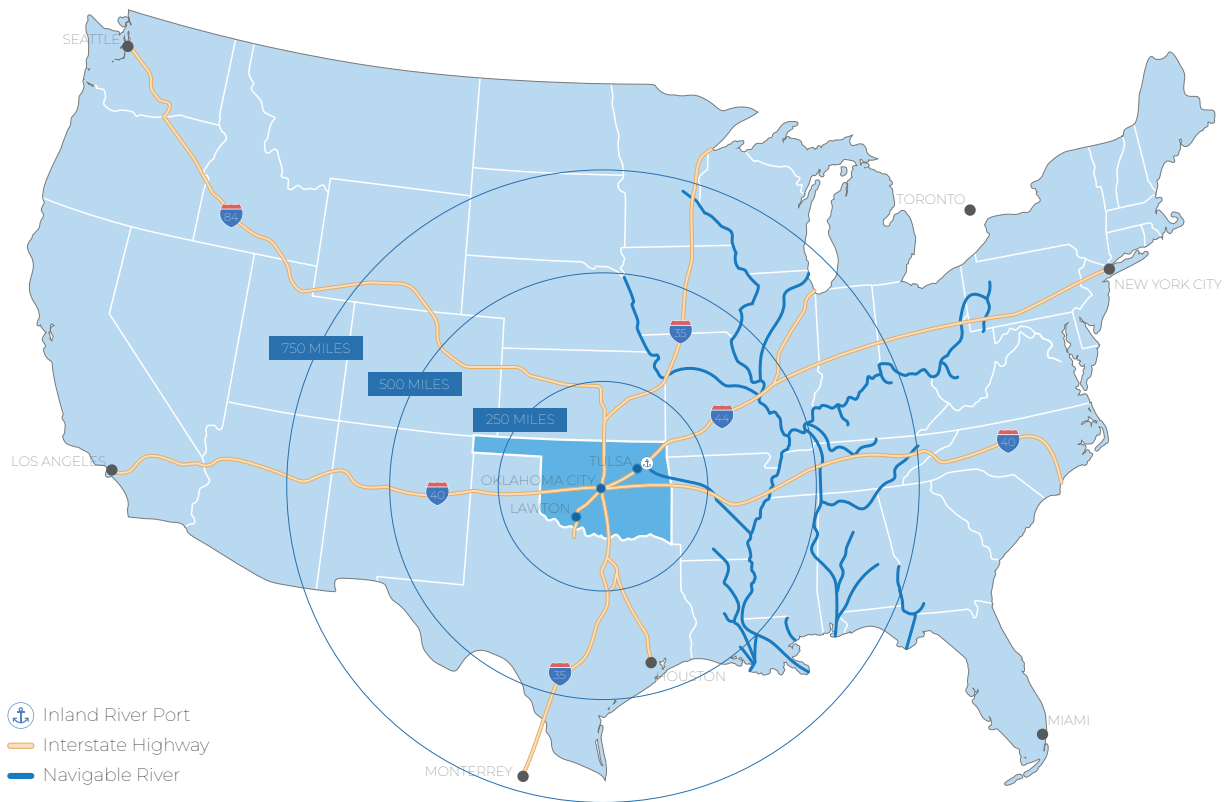 SEATTLE
84
TORONTO
NEW YORK CITY
35
750 MILES
500 MILES
250 MILES
44
40
LOS ANGELES
TULSA
OKLAHOMA CITY
40
LAWTON
35
HOUSTON
Inland River Port
MIAMI
Interstate Highway
Navigable River
MONTERREY